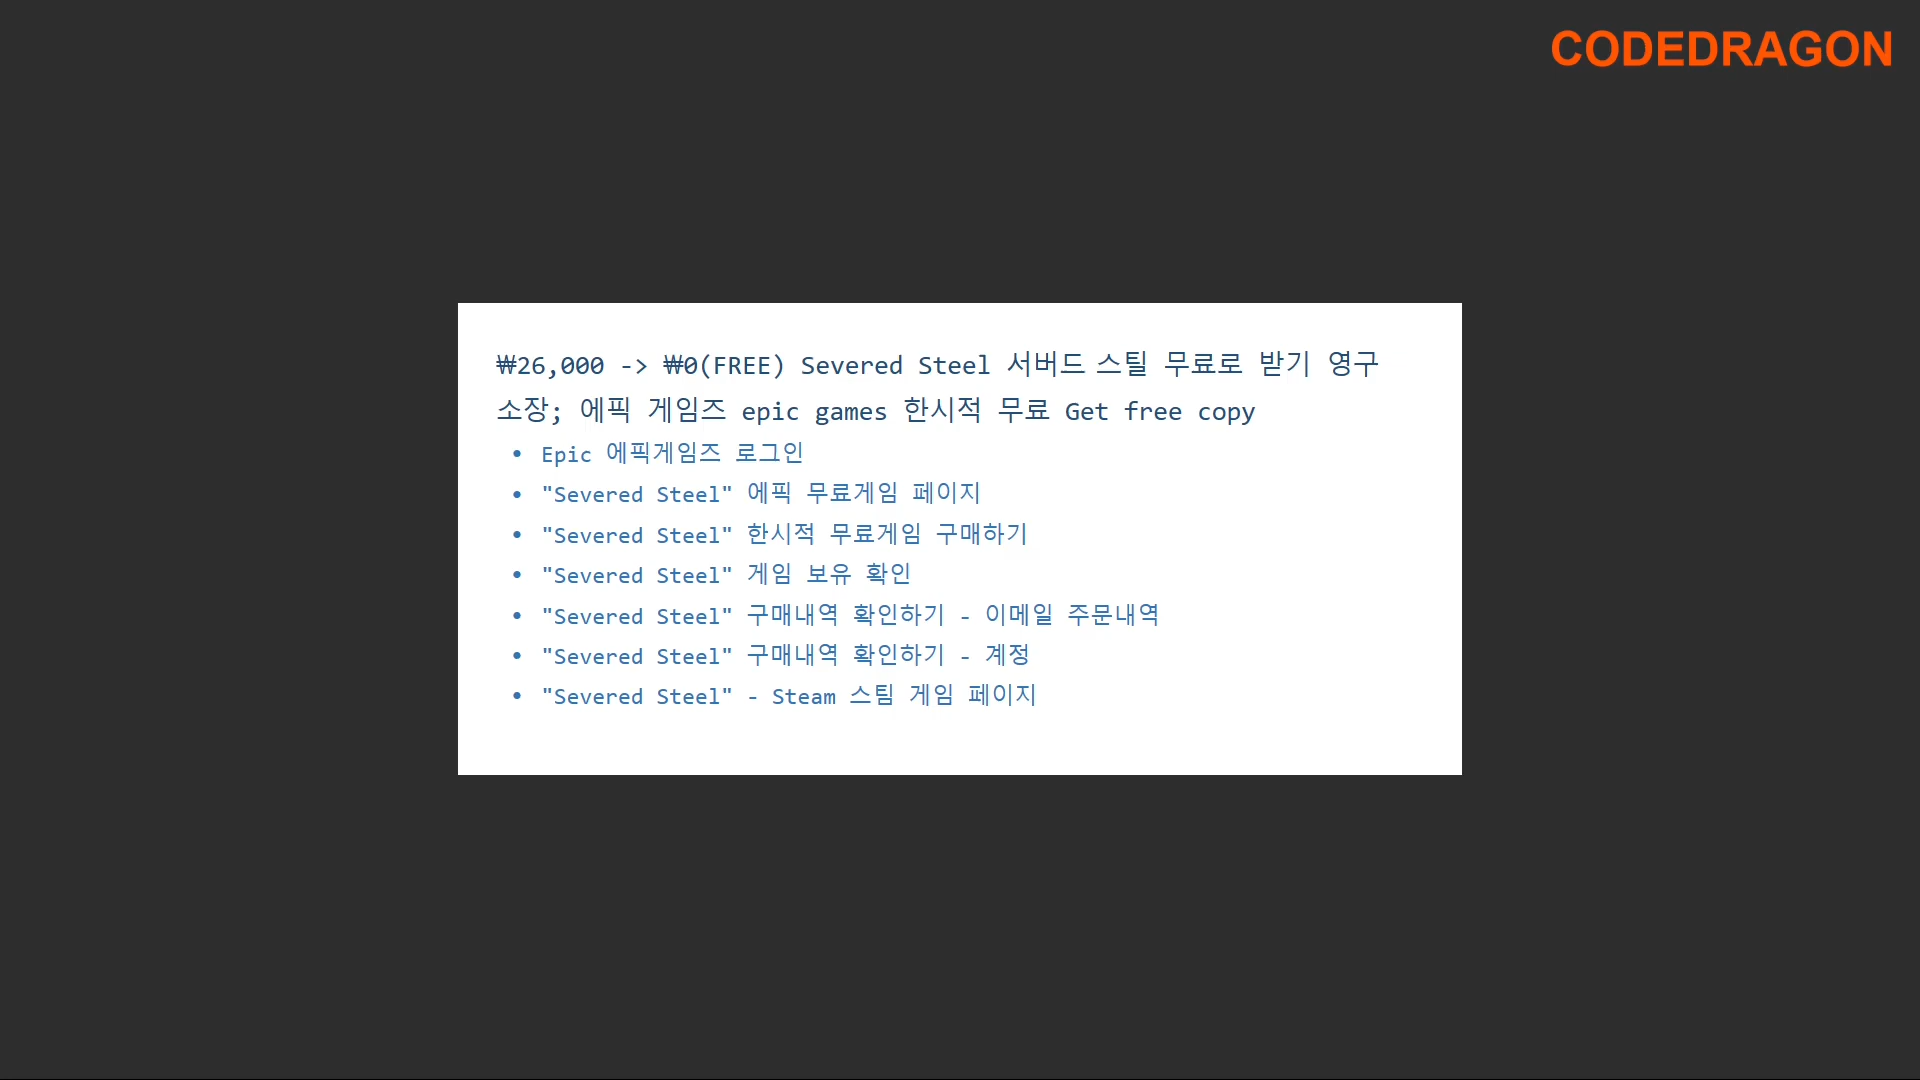 CODEDRAGON
₩26,000 -> ₩0(FREE) Severed Steel 서버드 스틸 무료로 받기 영구
소장; 에픽 게임즈 epic games 한시적 무료 Get free copy
• Epic 에픽게임즈 로그인
• "Severed Steel" 에픽 무료게임 페이지
• "Severed Steel" 한시적 무료게임 구매하기
• "Severed Steel" 게임 보유 확인
• "Severed Steel" 구매내역 확인하기 - 이메일 주문내역
• "Severed Steel" 구매내역 확인하기 - 계정
• "Severed Steel" - Steam 스팀 게임 페이지